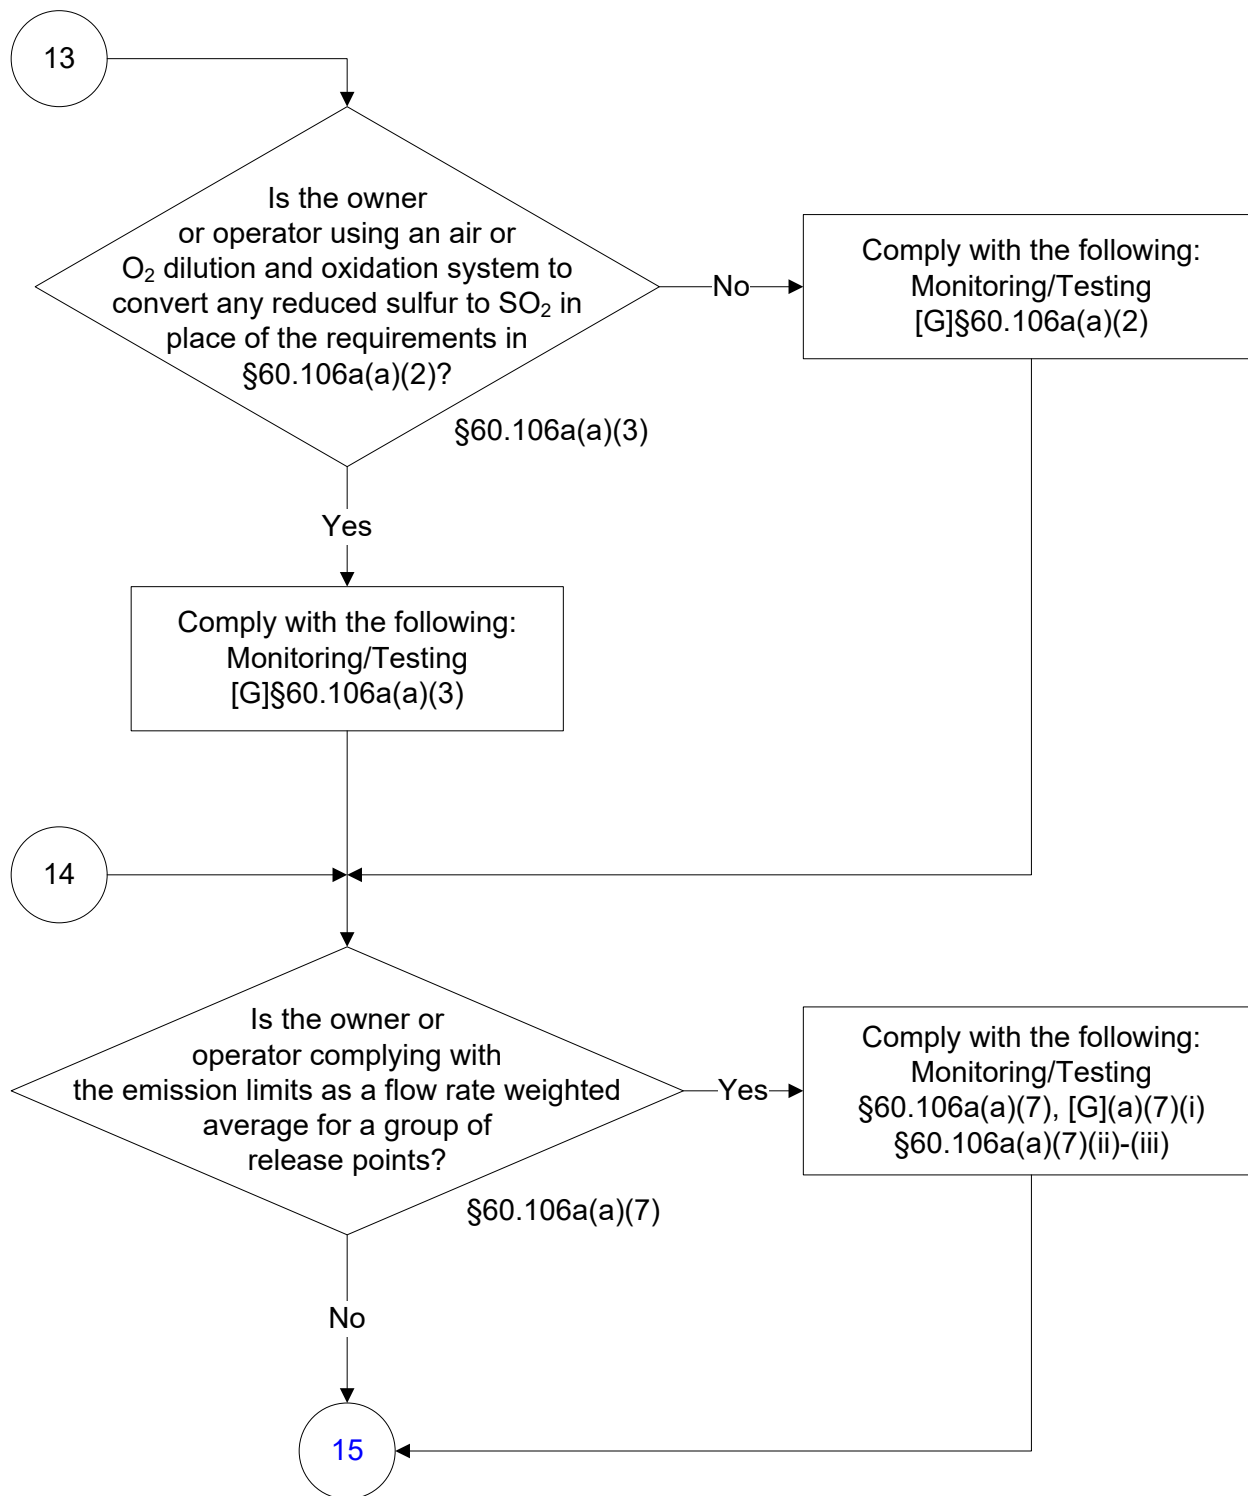 13
Is the owner
or operator using an air or
O₂ dilution and oxidation system to
convert any reduced sulfur to SO₂ in
place of the requirements in
§60.106a(a)(2)?
§60.106a(a)(3)
No
Comply with the following:
Monitoring/Testing
[G]§60.106a(a)(2)
Yes
Comply with the following:
Monitoring/Testing
[G]§60.106a(a)(3)
14
Is the owner or
operator complying with
the emission limits as a flow rate weighted
average for a group of
release points?
§60.106a(a)(7)
Yes
Comply with the following:
Monitoring/Testing
§60.106a(a)(7), [G](a)(7)(i)
§60.106a(a)(7)(ii)-(iii)
No
15